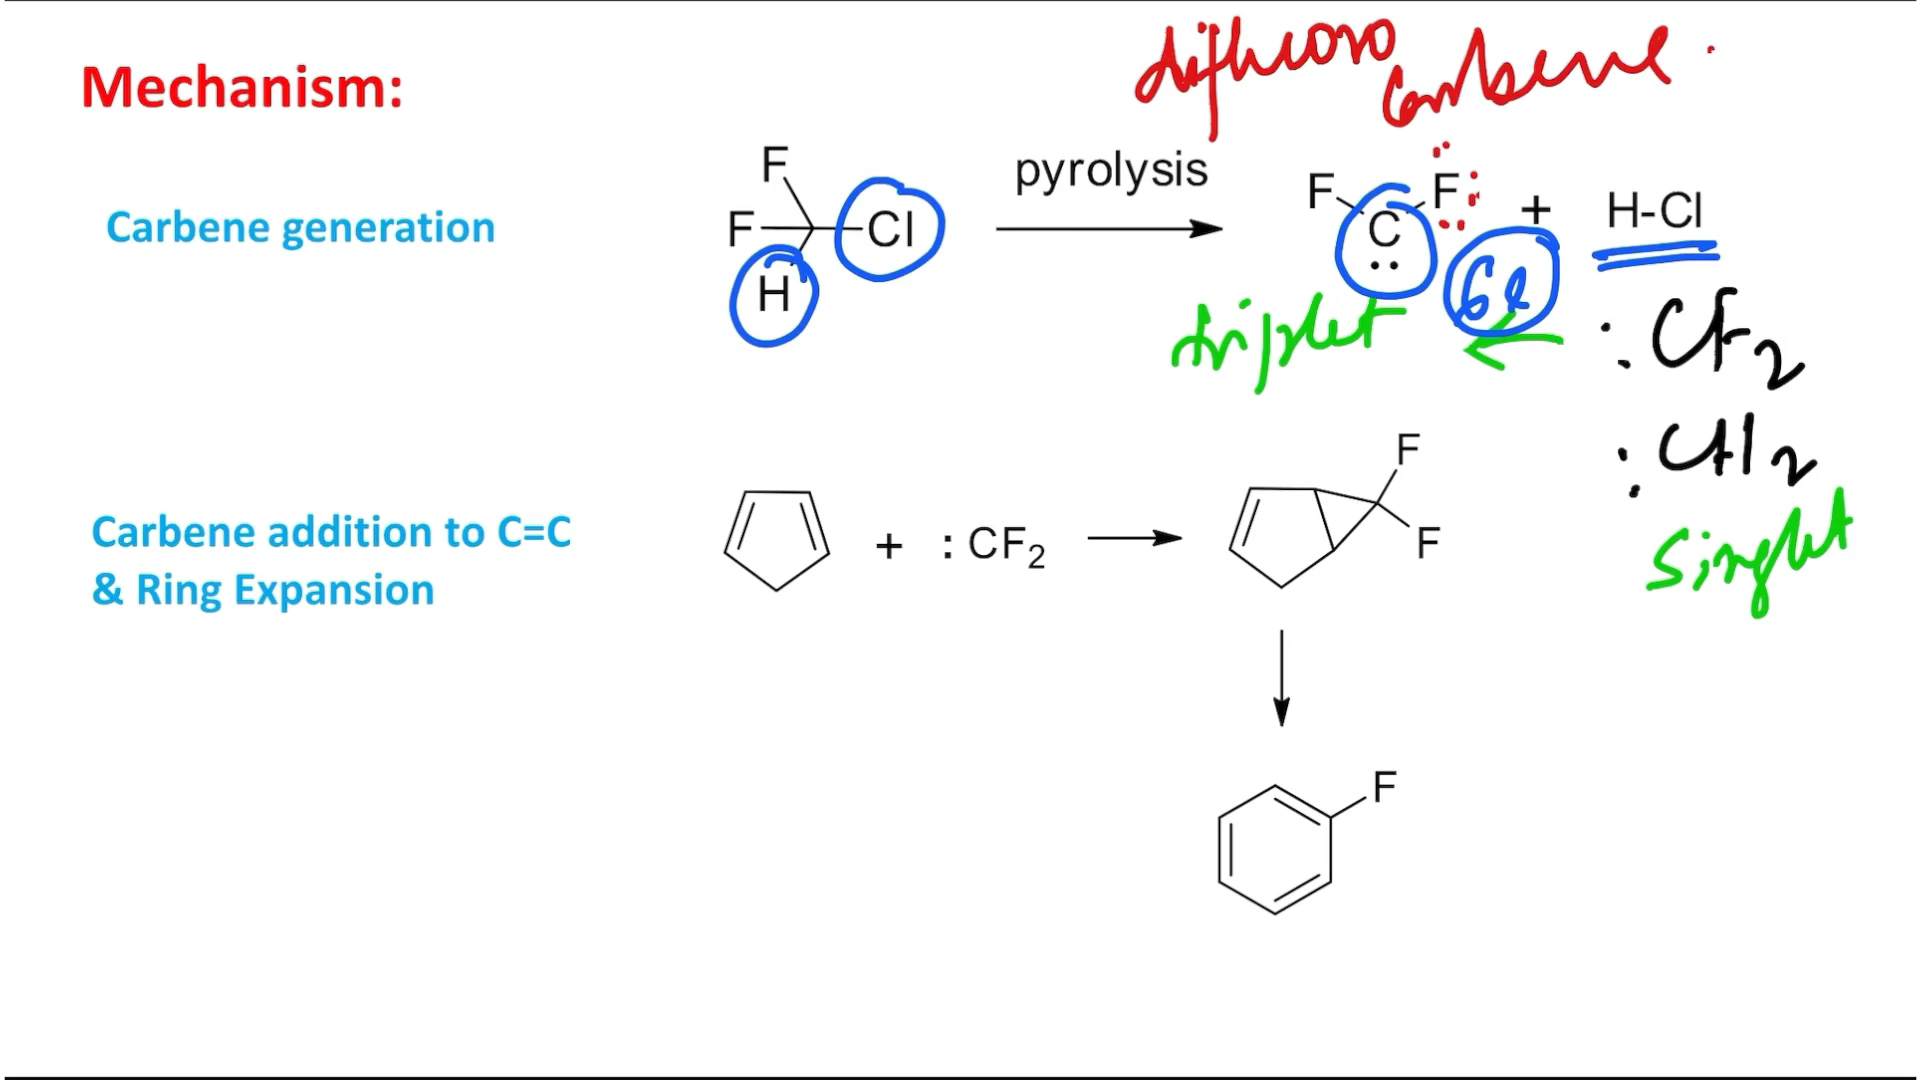 difluoro
Carbene.
Mechanism:
Carbene generation
F
F
Cl
H
pyrolysis
F
F
C
+
H-Cl
6e
triplet
:CF2
:CH2
Singlet
Carbene addition to C=C
& Ring Expansion
+ :CF2
F
F
F